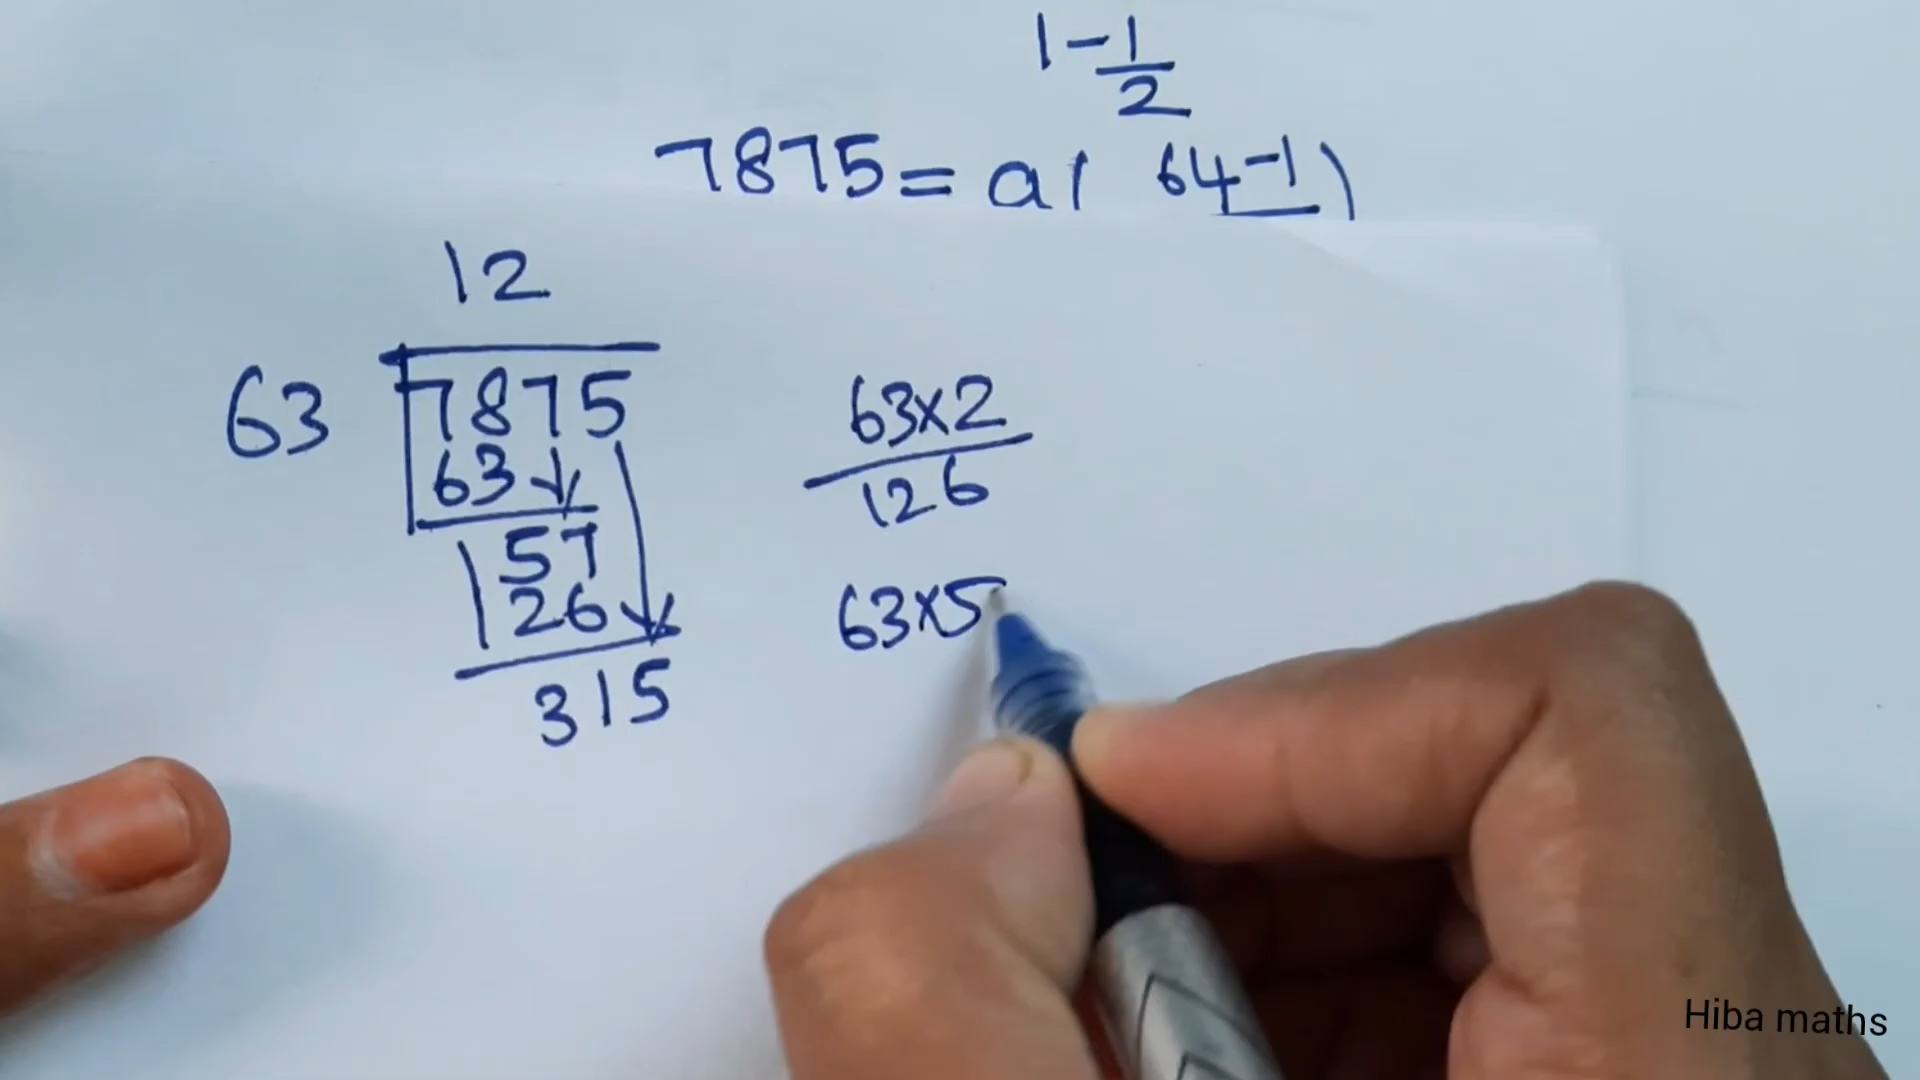 1 - 1
2
7875 = a ( 64-1 )
12
63 7875
63
157
126
315
63x2
126
63x5
Hiba maths